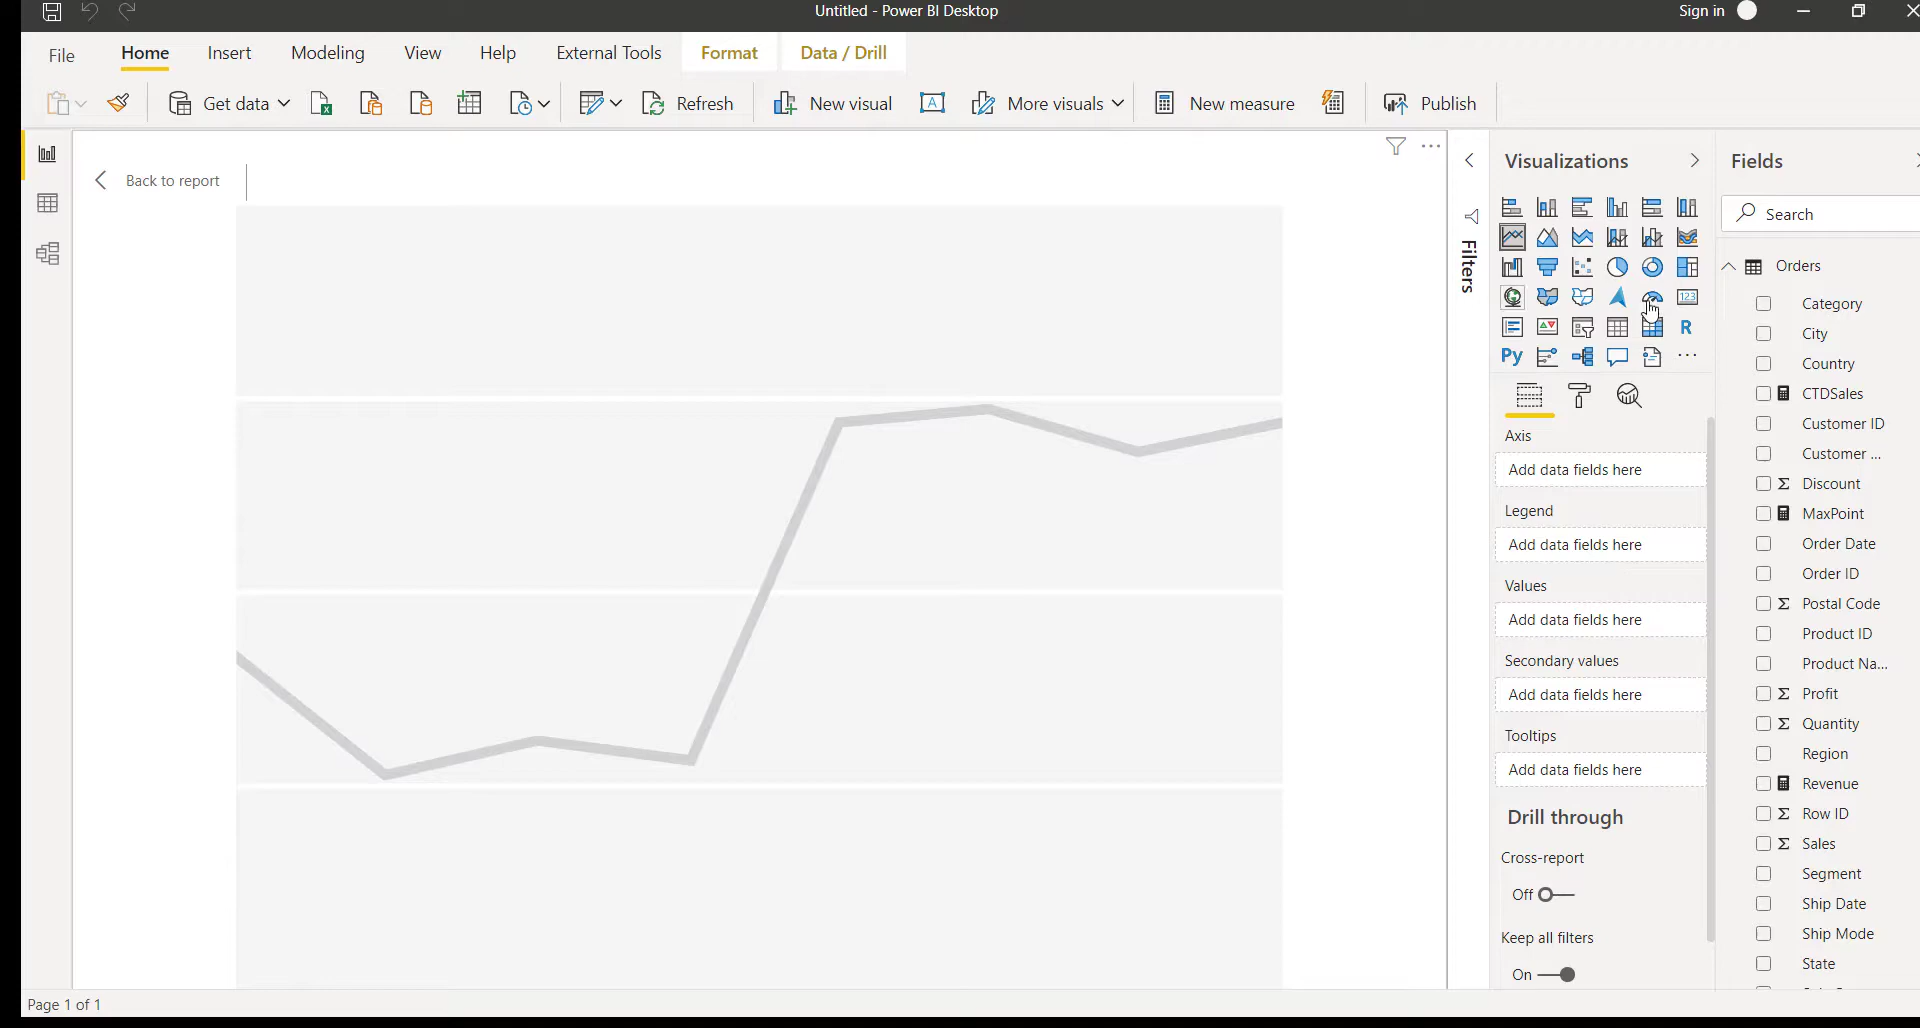 Untitled - Power BI Desktop
Sign in
File Home Insert Modeling View Help External Tools Format Data / Drill
Get data Refresh New visual A More visuals New measure Publish
Back to report
Filters
Visualizations
123
R
Py
Axis
Add data fields here
Legend
Add data fields here
Values
Add data fields here
Secondary values
Add data fields here
Tooltips
Add data fields here
Drill through
Cross-report
Off
Keep all filters
On
Fields
Search
Orders
Category
City
Country
CTDSales
Customer ID
Customer ...
Σ Discount
MaxPoint
Order Date
Order ID
Σ Postal Code
Product ID
Product Na...
Σ Profit
Σ Quantity
Region
Revenue
Σ Row ID
Σ Sales
Segment
Ship Date
Ship Mode
State
Page 1 of 1